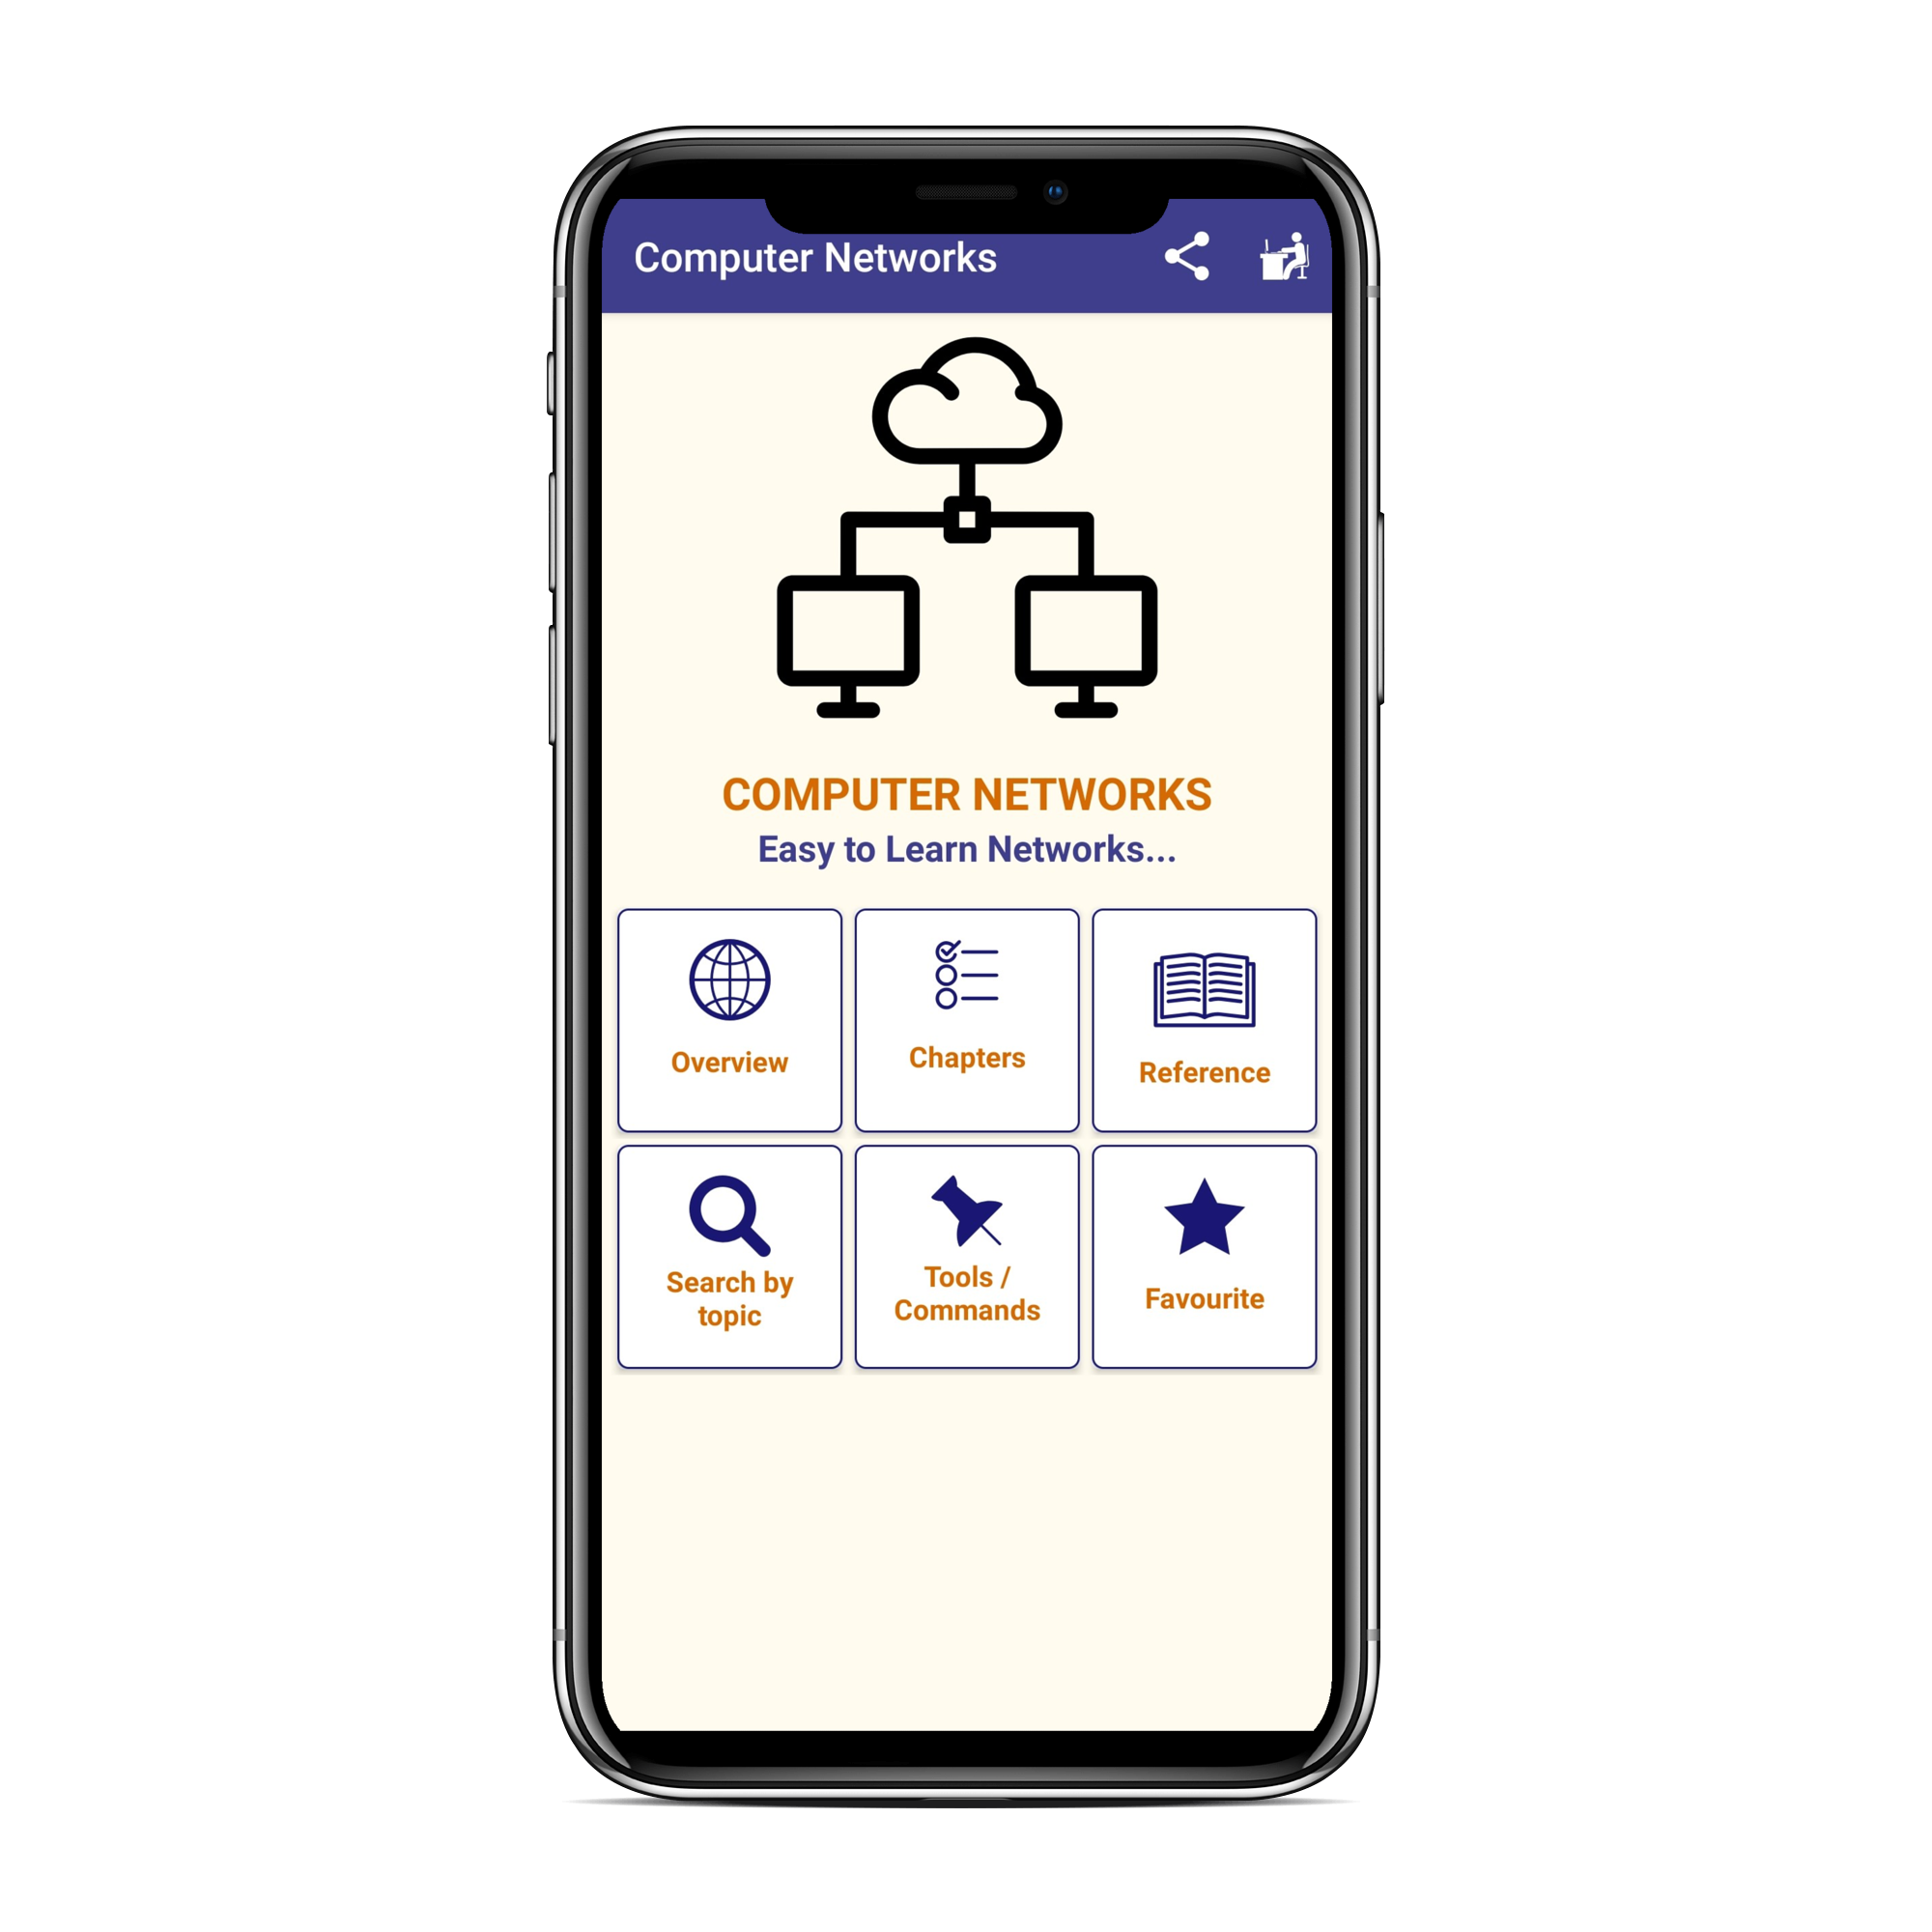 Computer Networks
COMPUTER NETWORKS
Easy to Learn Networks...
Overview
Chapters
Reference
Search by
topic
Tools /
Commands
Favourite